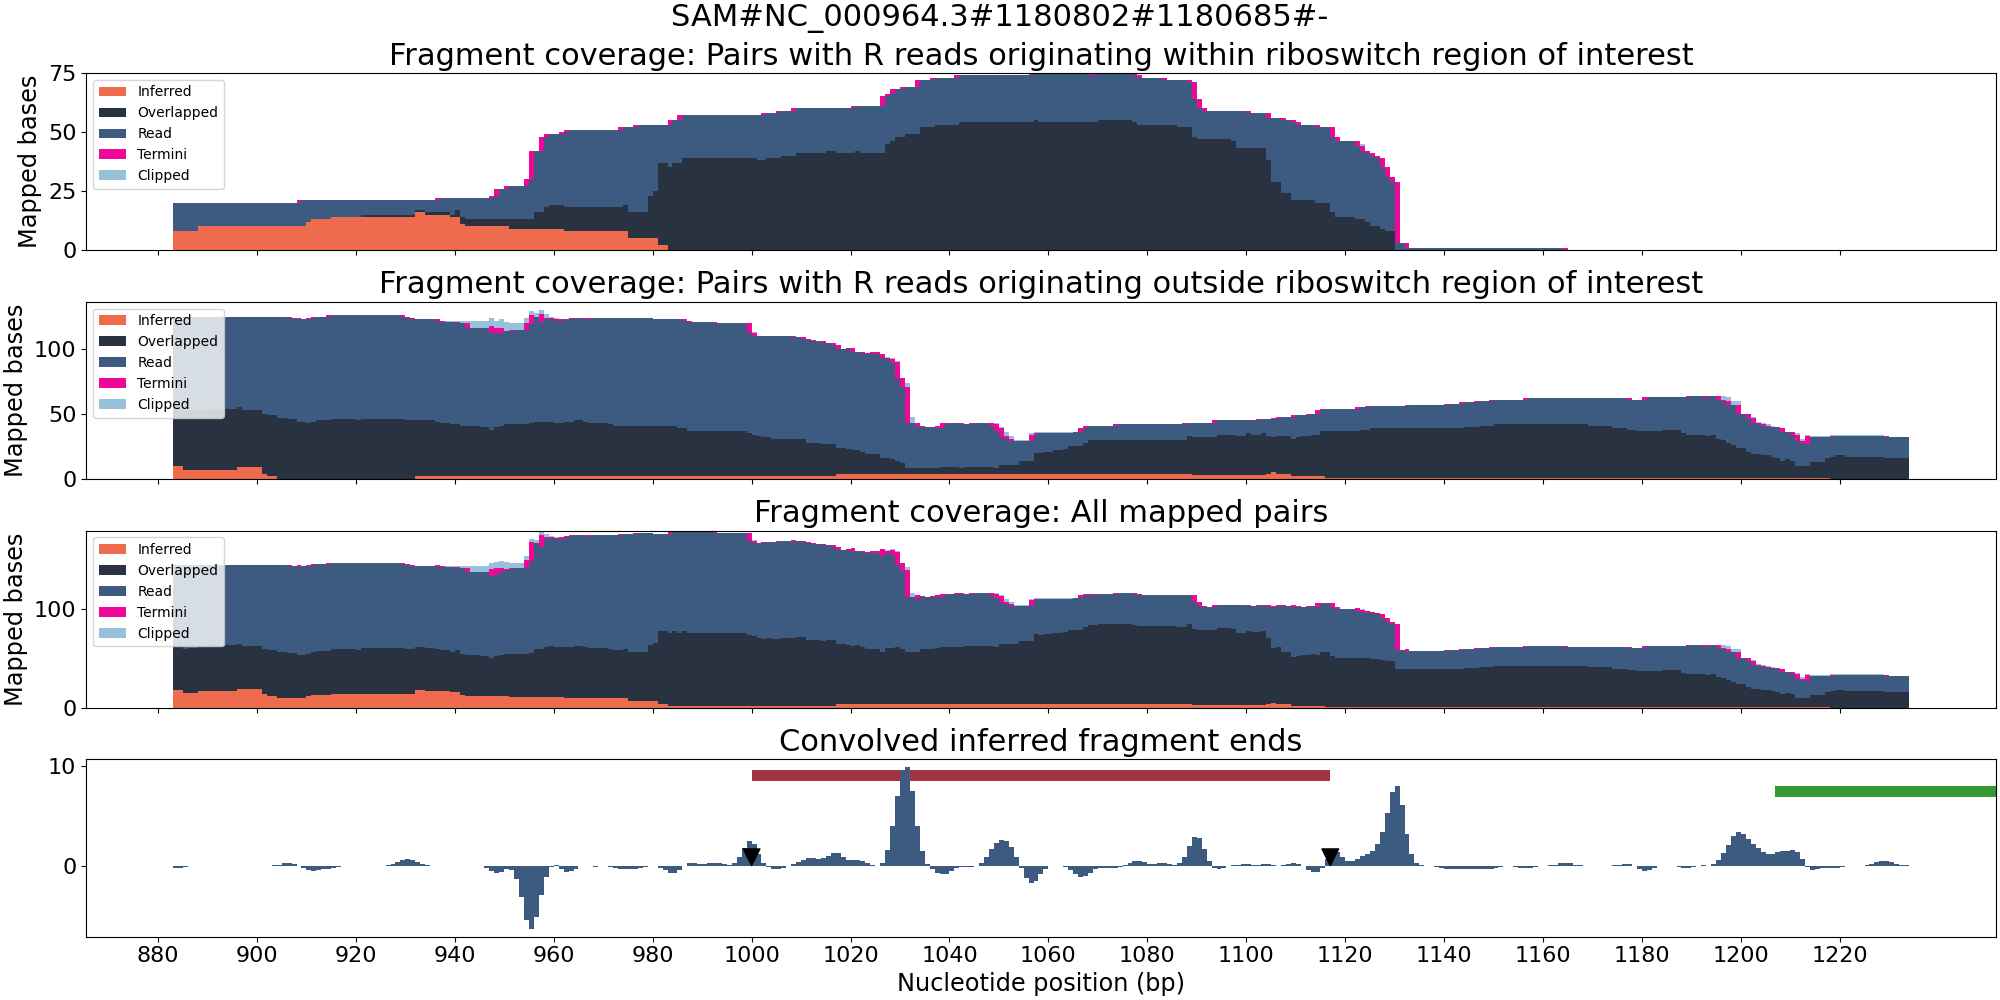 SAM#NC_000964.3#1180802#1180685#-
Fragment coverage: Pairs with R reads originating within riboswitch region of interest
Mapped bases
75
50
25
0
Inferred
Overlapped
Read
Termini
Clipped
Fragment coverage: Pairs with R reads originating outside riboswitch region of interest
Mapped bases
100
50
0
Inferred
Overlapped
Read
Termini
Clipped
Fragment coverage: All mapped pairs
Mapped bases
100
0
Inferred
Overlapped
Read
Termini
Clipped
Convolved inferred fragment ends
10
0
880 900 920 940 960 980 1000 1020 1040 1060 1080 1100 1120 1140 1160 1180 1200 1220
Nucleotide position (bp)